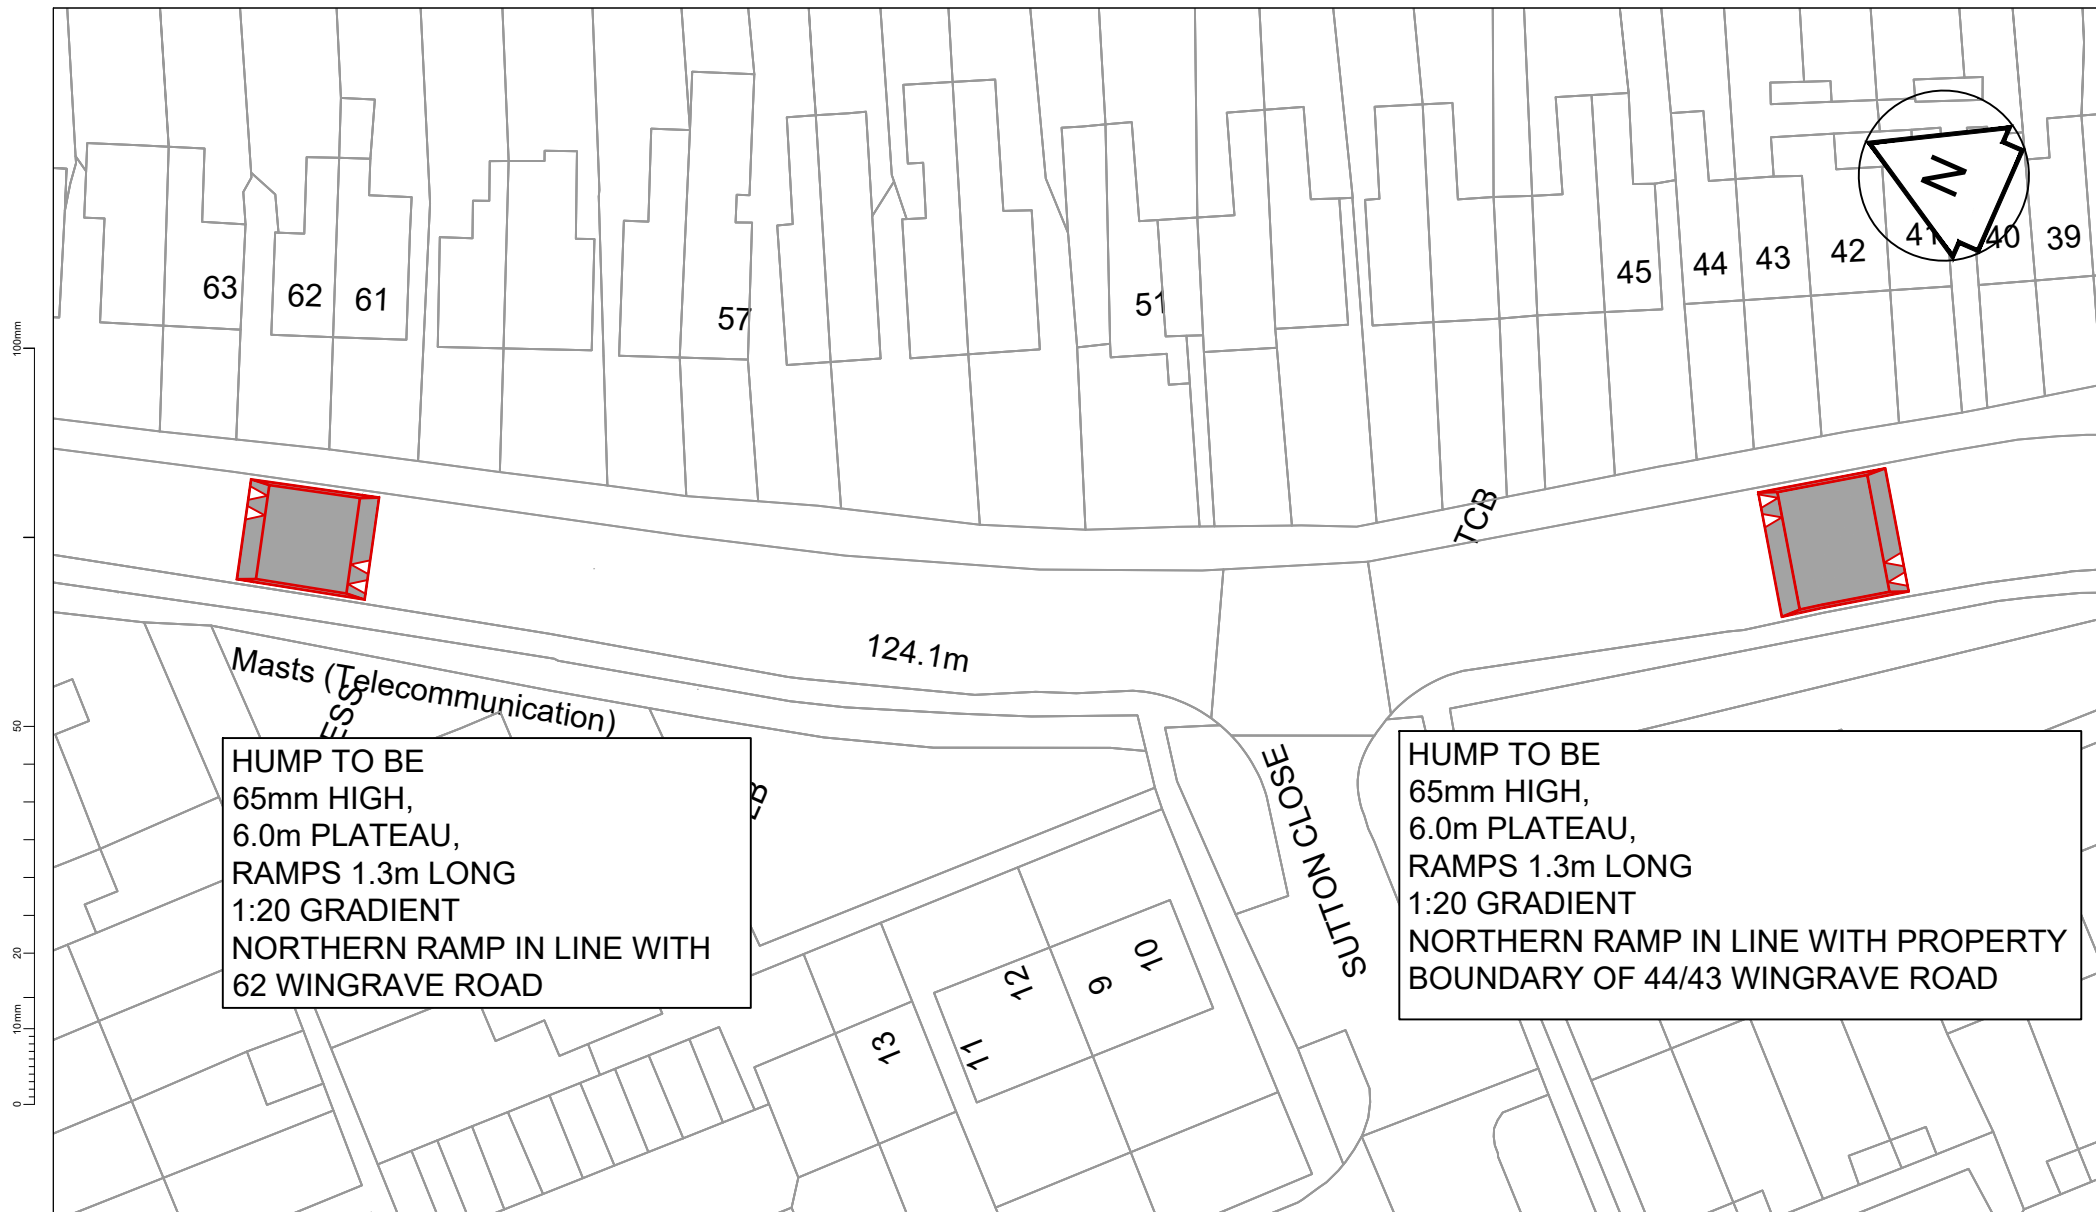 N
63
62
61
57
51
45
44
43
42
41
40
39
100mm
TCB
124.1m
Masts (Telecommunication)
ESS
50
HUMP TO BE
65mm HIGH,
6.0m PLATEAU,
RAMPS 1.3m LONG
1:20 GRADIENT
NORTHERN RAMP IN LINE WITH
62 WINGRAVE ROAD
SUTTON CLOSE
HUMP TO BE
65mm HIGH,
6.0m PLATEAU,
RAMPS 1.3m LONG
1:20 GRADIENT
NORTHERN RAMP IN LINE WITH PROPERTY
BOUNDARY OF 44/43 WINGRAVE ROAD
20
10mm
0
10
9
12
11
13